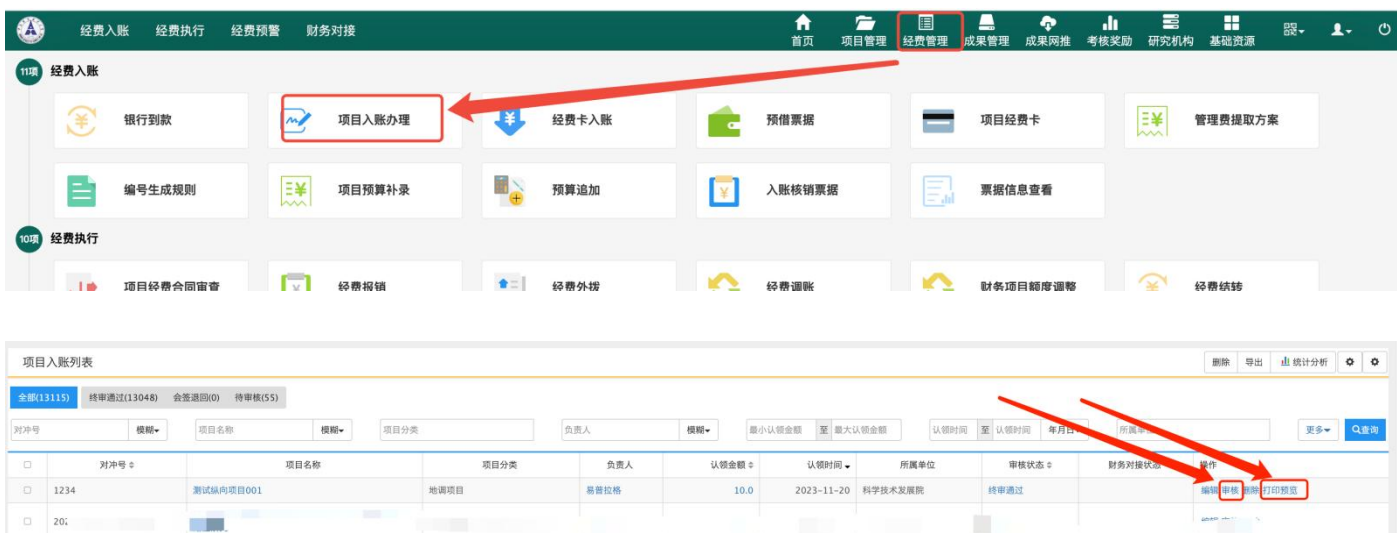 经费入账 经费执行 经费预警 财务对接 首页 项目管理 经费管理 成果管理 成果网推 考核奖励 研究机构 基础资源
11项 经费入账
银行到款 项目入账办理 经费卡入账 预借票据 项目经费卡 管理费提取方案
编号生成规则 项目预算补录 预算追加 入账核销票据 票据信息查看
10项 经费执行
项目经费合同审查 经费报销 经费外拨 经费调账 财务项目额度调整 经费结转
项目入账列表 删除 导出 统计分析
全部(13115) 终审通过(13048) 会签退回(0) 待审核(55)
对冲号 模糊 项目名称 模糊 项目分类 负责人 模糊 最小认领金额 至 最大认领金额 认领时间 至 认领时间 年月日 所属单 更多 查询
对冲号 项目名称 项目分类 负责人 认领金额 认领时间 所属单位 审核状态 财务对接状态 操作
1234 测试纵向项目001 地调项目 易普拉格 10.0 2023-11-20 科学技术发展院 终审通过 编辑 审核 删除 打印预览